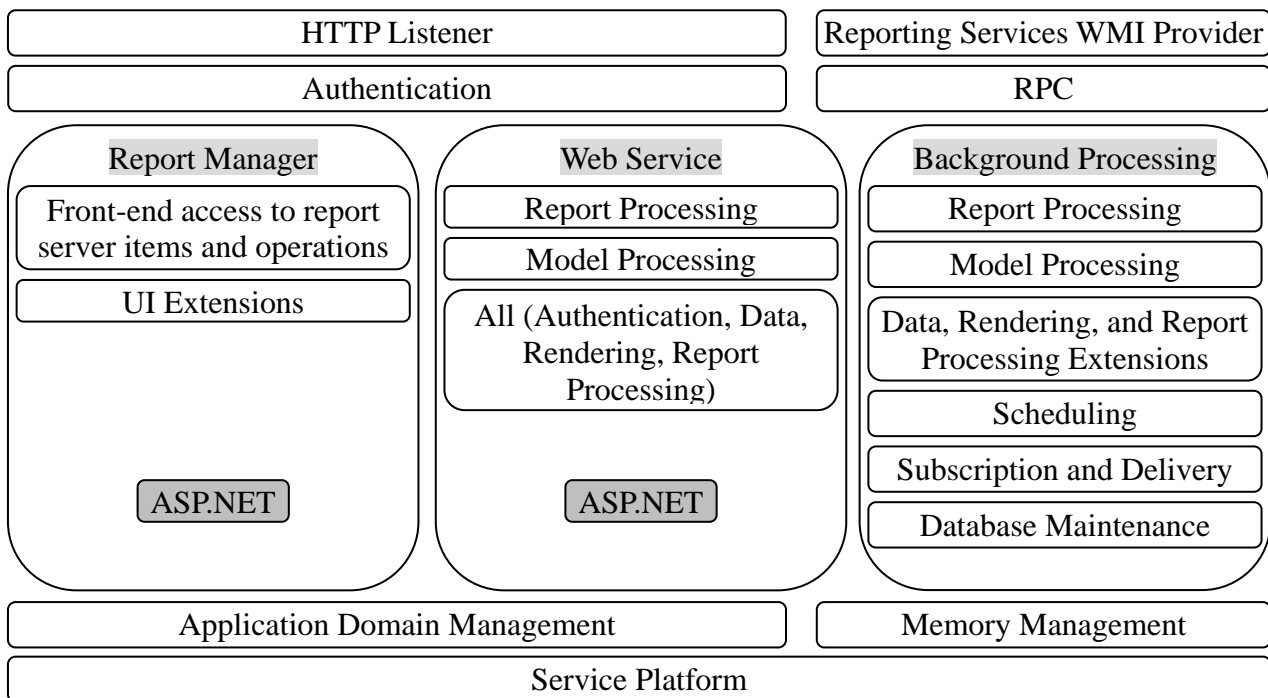 HTTP Listener
Reporting Services WMI Provider
Authentication
RPC
Report Manager
Front-end access to report
server items and operations
UI Extensions
ASP.NET
Web Service
Report Processing
Model Processing
All (Authentication, Data,
Rendering, Report
Processing)
ASP.NET
Background Processing
Report Processing
Model Processing
Data, Rendering, and Report
Processing Extensions
Scheduling
Subscription and Delivery
Database Maintenance
Application Domain Management
Memory Management
Service Platform